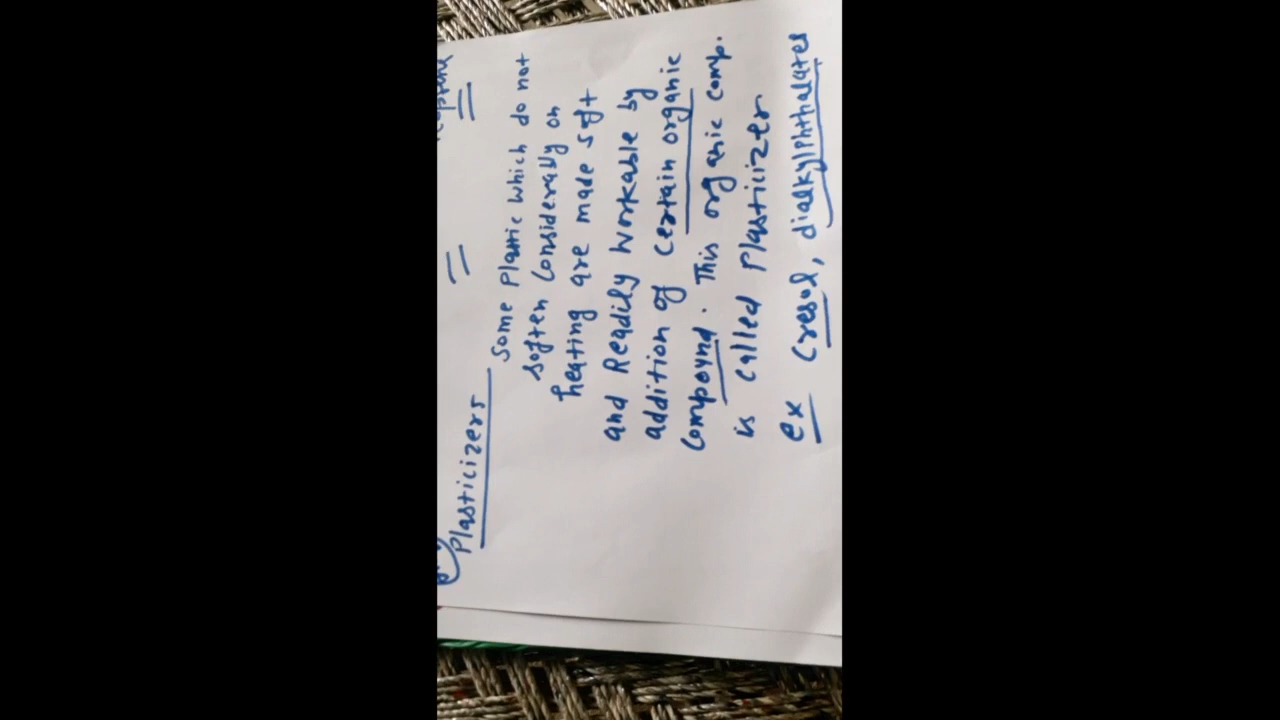 Plasticizers
Some Plastic which do not
soften considerably on
heating are made soft
and Readily workable by
addition of certain organic
compound. This organic comp.
is called Plasticizer
ex cresol, dialkylphthalates